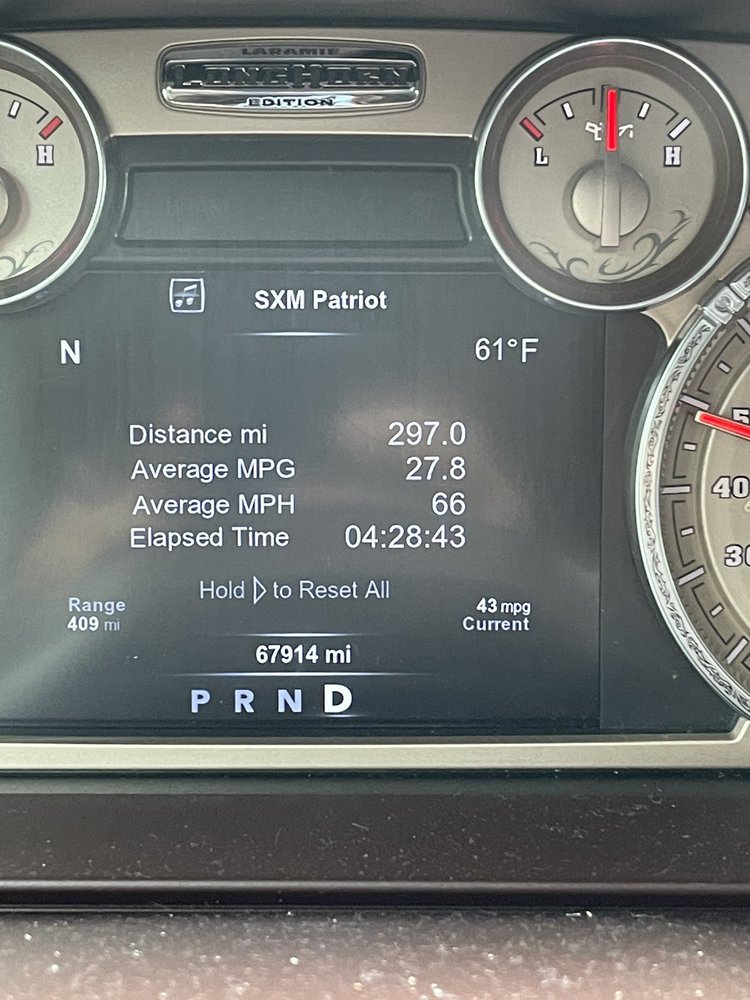 LARAMIE
LONGHORN
EDITION
H
L H
SXM Patriot
N 61°F
Distance mi 297.0
Average MPG 27.8
Average MPH 66
Elapsed Time 04:28:43
Hold ▷ to Reset All
Range 43 mpg
409 mi Current
67914 mi
P R N D
40